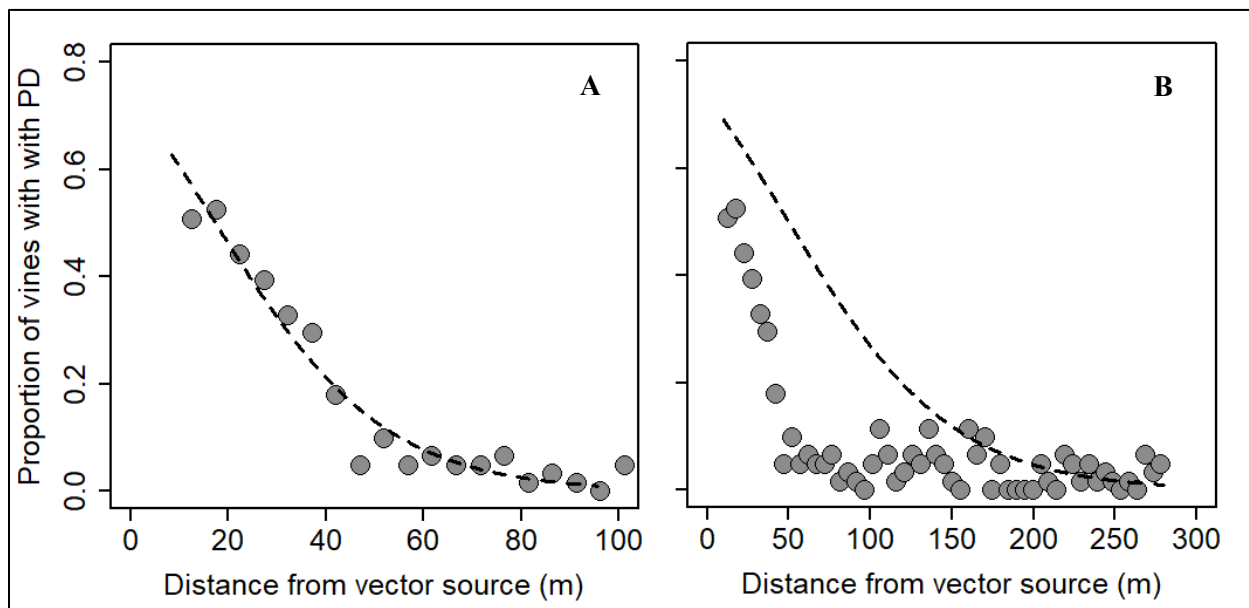 Proportion of vines with with PD
0.8
0.6
0.4
0.2
0.0
A
0 20 40 60 80 100
Distance from vector source (m)
B
0 50 100 150 200 250 300
Distance from vector source (m)